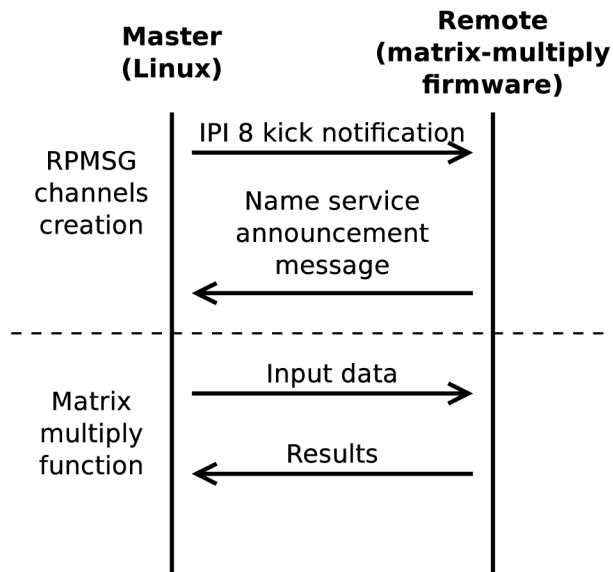 Master
(Linux)
Remote
(matrix-multiply
firmware)
IPI 8 kick notification
RPMSG
channels
creation
Name service
announcement
message
Input data
Matrix
multiply
function
Results